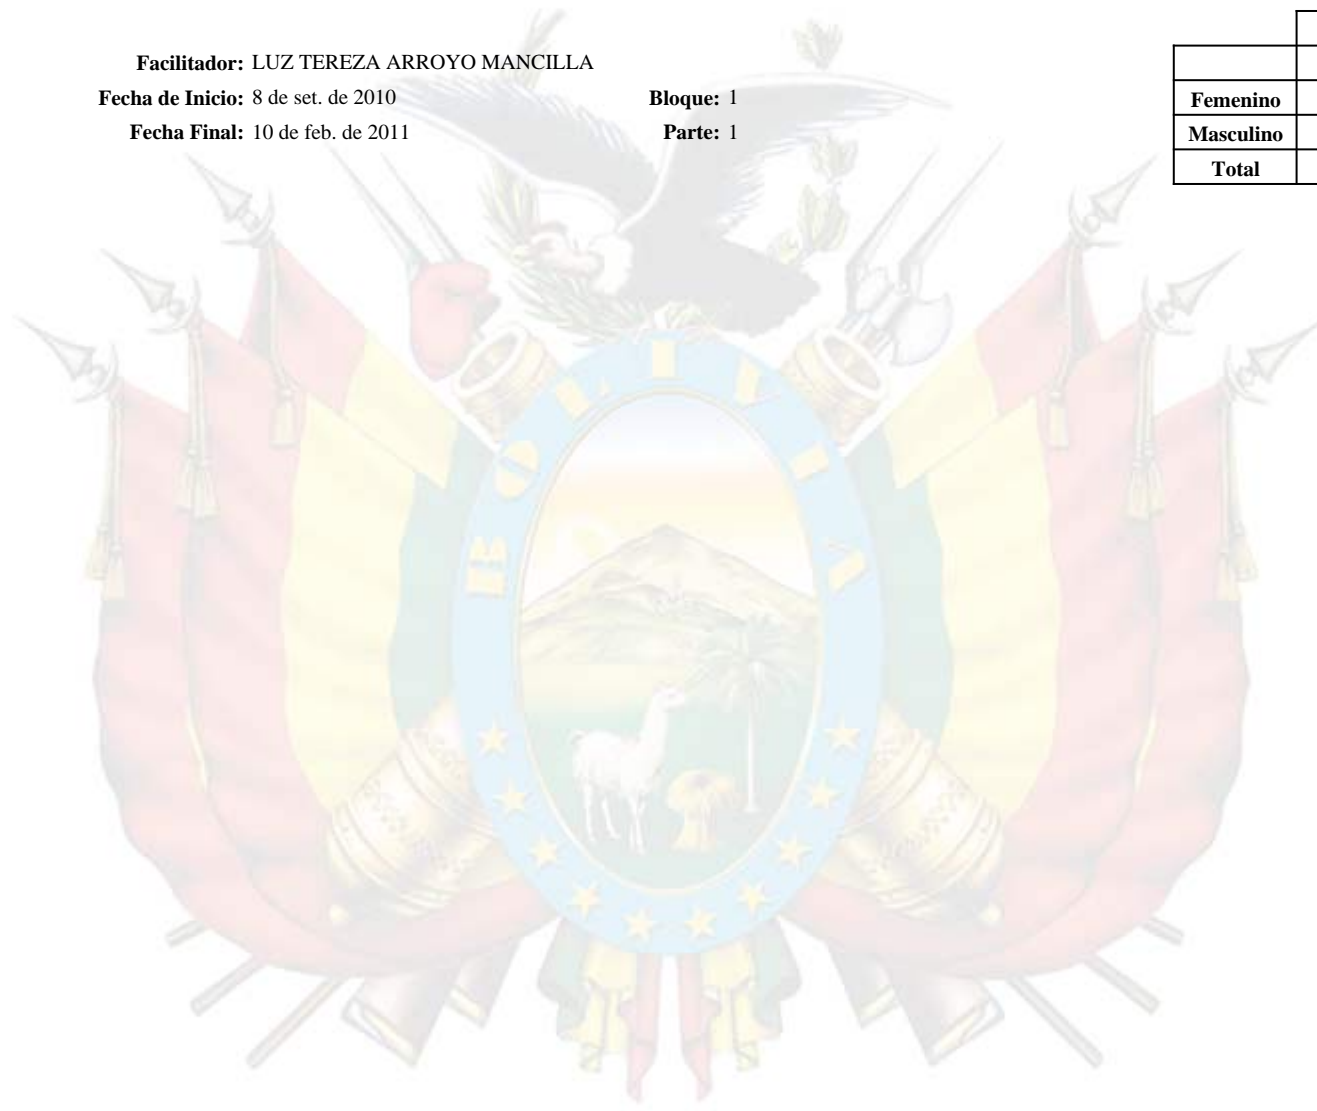 Facilitador: LUZ TEREZA ARROYO MANCILLA
Fecha de Inicio: 8 de set. de 2010 Bloque: 1
Fecha Final: 10 de feb. de 2011 Parte: 1
Femenino
Masculino
Total
BOLIVIA